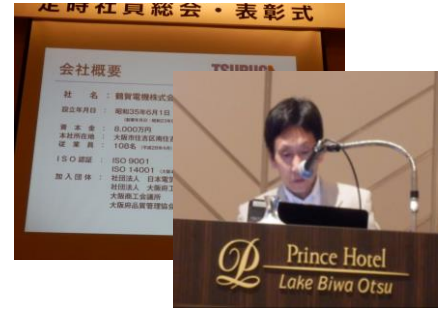 定時社員総会・表彰式
会社概要
TSURUGA
社 名 : 鶴賀電機株式会
設立年月日 : 昭和35年6月1日
資 本 金 : 8,000万円
本社所在地 : 大阪市住吉区南住吉
従 業 員 : 108名
ISO認証 : ISO 9001
ISO 14001
加入団体 : 社団法人 日本電気
社団法人 大阪府工
大阪商工会議所
大阪府品質管理協会
P
Prince Hotel
Lake Biwa Otsu